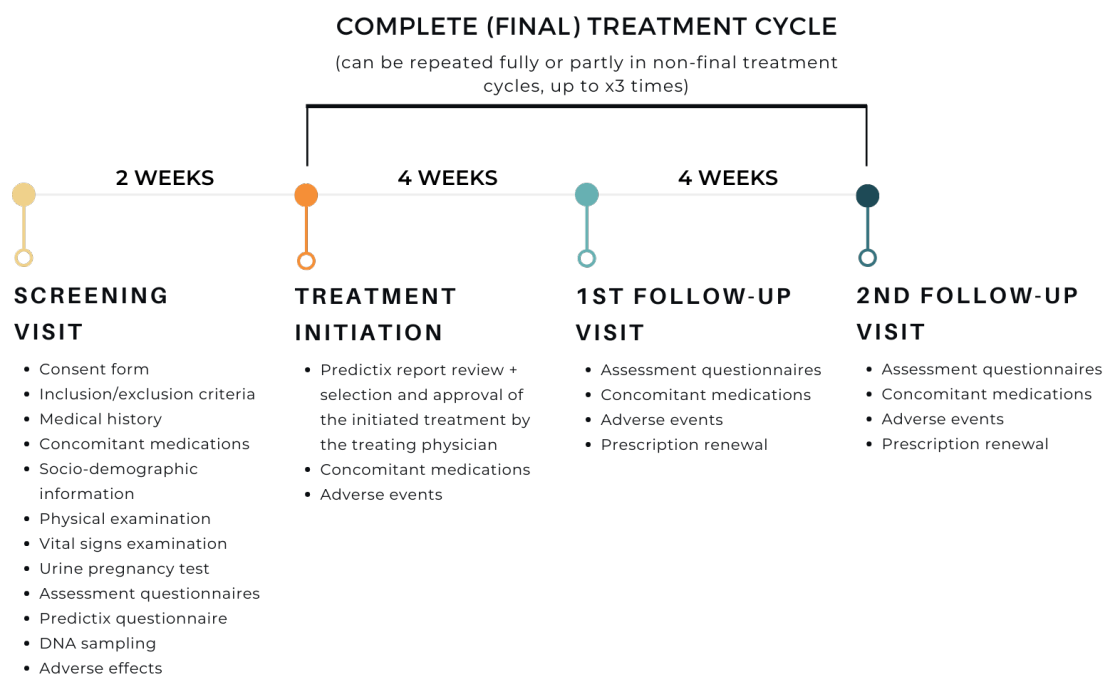 COMPLETE (FINAL) TREATMENT CYCLE
(can be repeated fully or partly in non-final treatment
cycles, up to x3 times)
2 WEEKS
4 WEEKS
4 WEEKS
SCREENING
VISIT
• Consent form
• Inclusion/exclusion criteria
• Medical history
• Concomitant medications
• Socio-demographic
information
• Physical examination
• Vital signs examination
• Urine pregnancy test
• Assessment questionnaires
• Predictix questionnaire
• DNA sampling
• Adverse effects
TREATMENT
INITIATION
• Predictix report review +
selection and approval of
the initiated treatment by
the treating physician
• Concomitant medications
• Adverse events
1ST FOLLOW-UP
VISIT
• Assessment questionnaires
• Concomitant medications
• Adverse events
• Prescription renewal
2ND FOLLOW-UP
VISIT
• Assessment questionnaires
• Concomitant medications
• Adverse events
• Prescription renewal